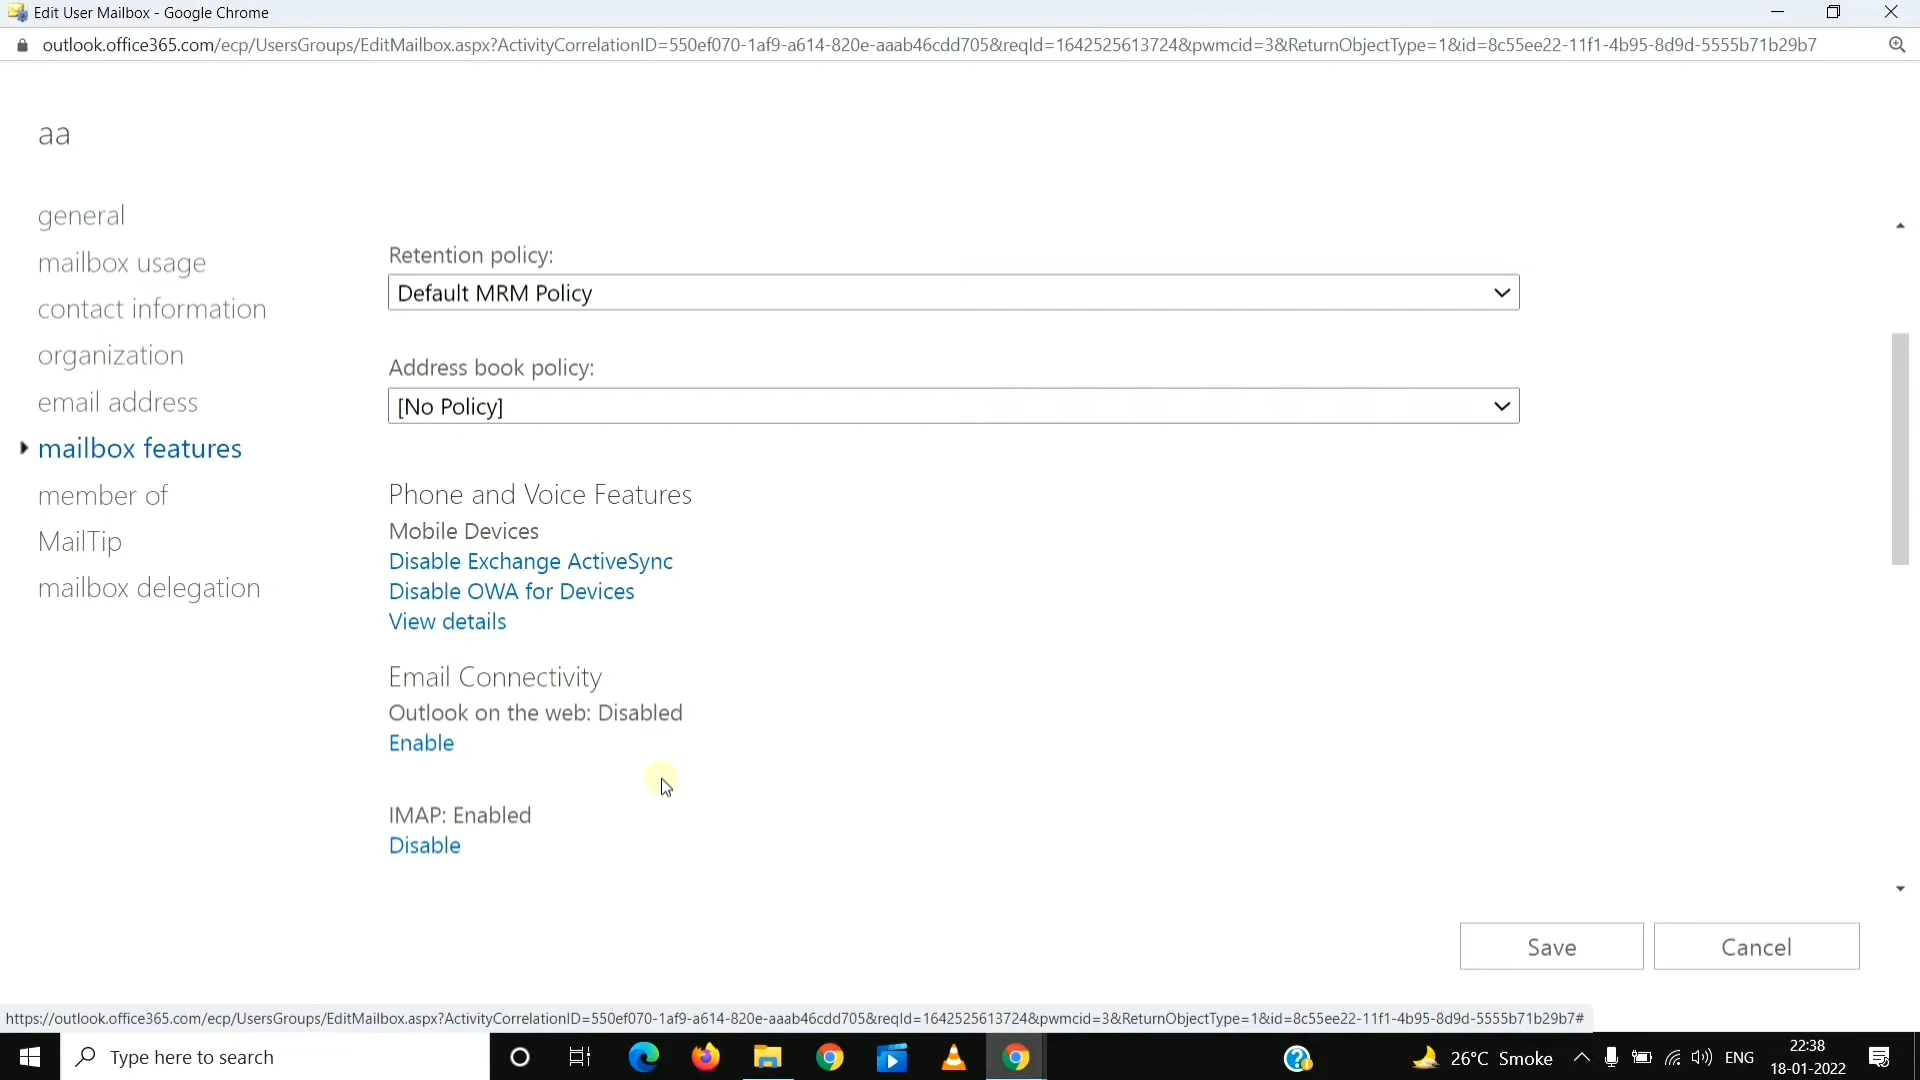 Edit User Mailbox - Google Chrome
outlook.office365.com/ecp/UsersGroups/EditMailbox.aspx?ActivityCorrelationID=550ef070-1af9-a614-820e-aaab46cdd705&reqId=1642525613724&pwmcid=3&ReturnObjectType=1&id=8c55ee22-11f1-4b95-8d9d-5555b71b29b7
aa
general
mailbox usage
contact information
organization
email address
mailbox features
member of
MailTip
mailbox delegation
Retention policy:
Default MRM Policy
Address book policy:
[No Policy]
Phone and Voice Features
Mobile Devices
Disable Exchange ActiveSync
Disable OWA for Devices
View details
Email Connectivity
Outlook on the web: Disabled
Enable
IMAP: Enabled
Disable
Save
Cancel
https://outlook.office365.com/ecp/UsersGroups/EditMailbox.aspx?ActivityCorrelationID=550ef070-1af9-a614-820e-aaab46cdd705&reqId=1642525613724&pwmcid=3&ReturnObjectType=1&id=8c55ee22-11f1-4b95-8d9d-5555b71b29b7#
Type here to search
26°C Smoke
ENG
22:38
18-01-2022